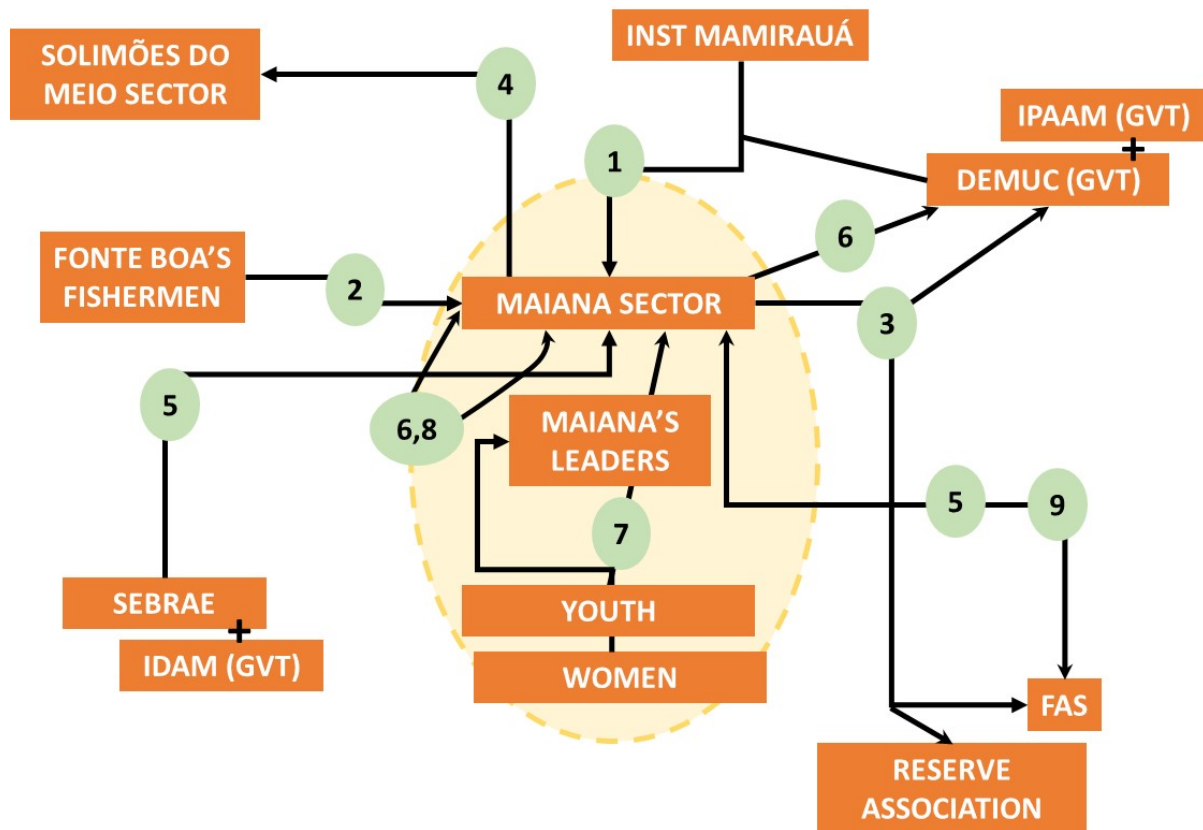 SOLIMÕES DO
MEIO SECTOR
INST MAMIRAUÁ
4
IPAAM (GVT)
+
DEMUC (GVT)
1
6
FONTE BOA'S
FISHERMEN
2
MAIANA SECTOR
3
5
6,8
MAIANA'S
LEADERS
5
9
7
SEBRAE
+
IDAM (GVT)
YOUTH
WOMEN
FAS
RESERVE
ASSOCIATION